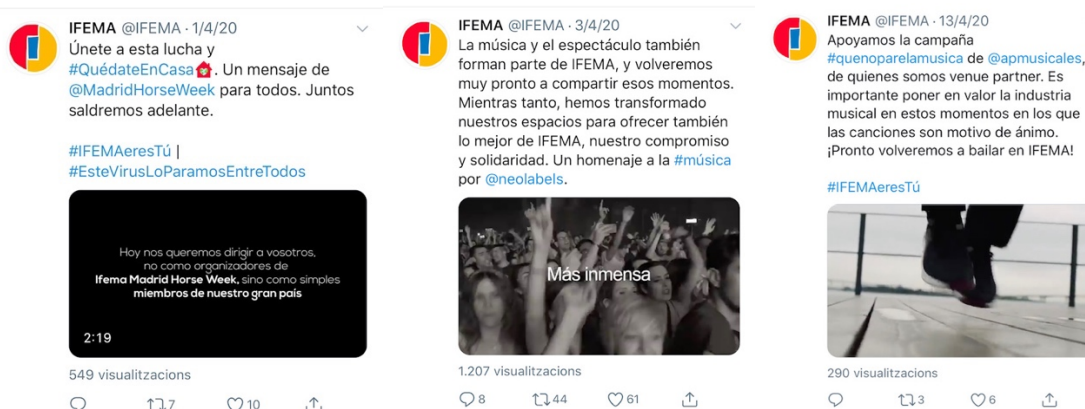 IFEMA @IFEMA · 1/4/20
Únete a esta lucha y
#QuédateEnCasa. Un mensaje de
@MadridHorseWeek para todos. Juntos
saldremos adelante.
#IFEMAeresTú |
#EsteVirusLoParamosEntreTodos
Hoy nos queremos dirigir a vosotros,
no como organizadores de
Ifema Madrid Horse Week, sino como simples
miembros de nuestro gran país
2:19
549 visualitzacions
7 10
IFEMA @IFEMA · 3/4/20
La música y el espectáculo también
forman parte de IFEMA, y volveremos
muy pronto a compartir esos momentos.
Mientras tanto, hemos transformado
nuestros espacios para ofrecer también
lo mejor de IFEMA, nuestro compromiso
y solidaridad. Un homenaje a la #música
por @neolabels.
Más inmensa
1.207 visualitzacions
8 44 61
IFEMA @IFEMA · 13/4/20
Apoyamos la campaña
#quenoparelamusica de @apmusicales,
de quienes somos venue partner. Es
importante poner en valor la industria
musical en estos momentos en los que
las canciones son motivo de ánimo.
¡Pronto volveremos a bailar en IFEMA!
#IFEMAeresTú
290 visualitzacions
3 6